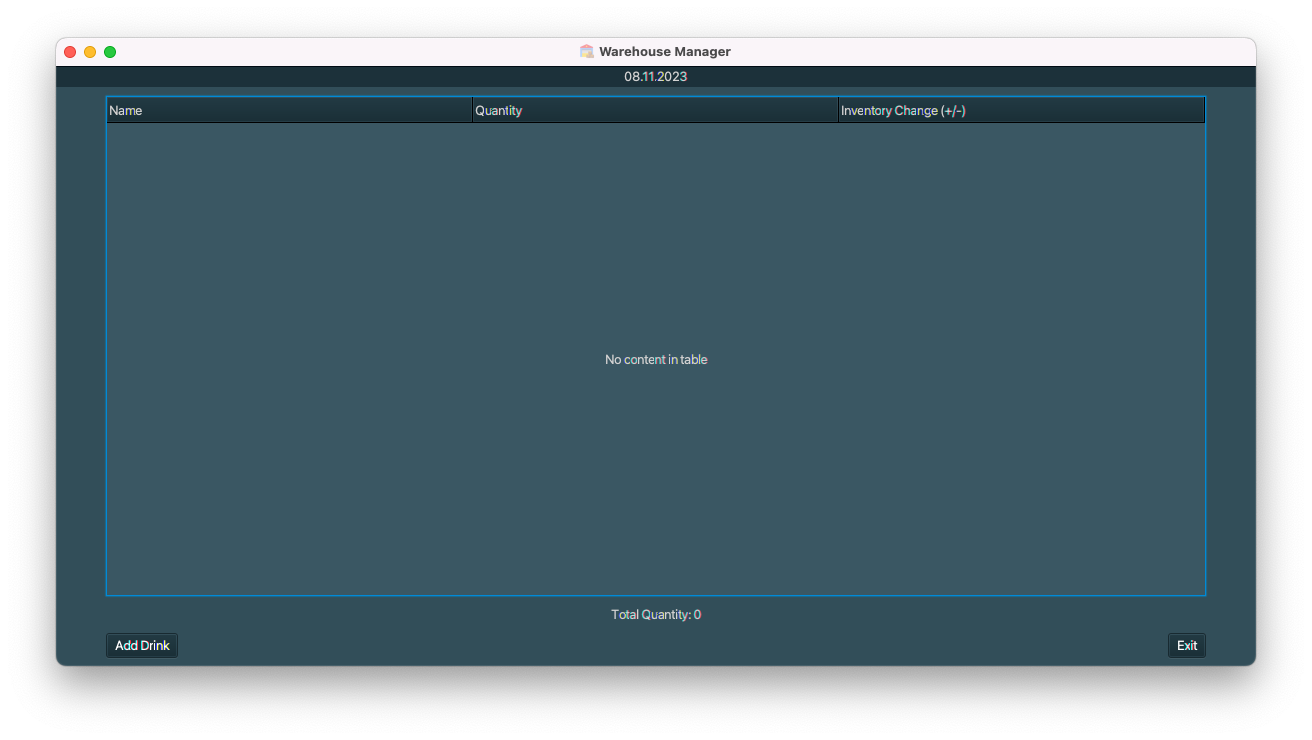 Warehouse Manager
08.11.2023
Name Quantity Inventory Change (+/-)
No content in table
Total Quantity: 0
Add Drink Exit